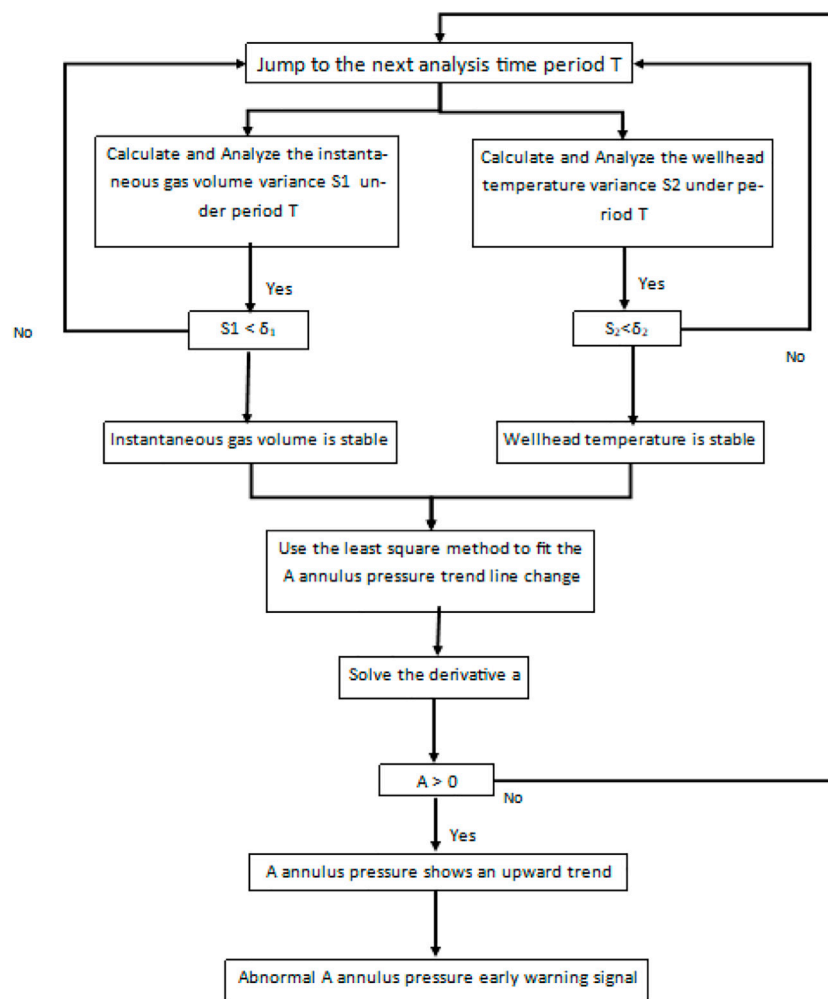 Jump to the next analysis time period T
Calculate and Analyze the instanta-
neous gas volume variance S1 un-
der period T
Calculate and Analyze the wellhead
temperature variance S2 under pe-
riod T
Yes
Yes
No
S1 < δ₁
S₂<δ₂
No
Instantaneous gas volume is stable
Wellhead temperature is stable
Use the least square method to fit the
A annulus pressure trend line change
Solve the derivative a
A > 0
No
Yes
A annulus pressure shows an upward trend
Abnormal A annulus pressure early warning signal